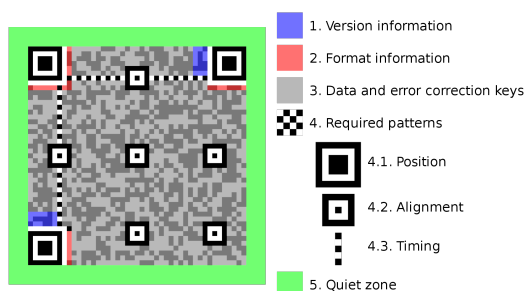 1. Version information
2. Format information
3. Data and error correction keys
4. Required patterns
4.1. Position
4.2. Alignment
4.3. Timing
5. Quiet zone